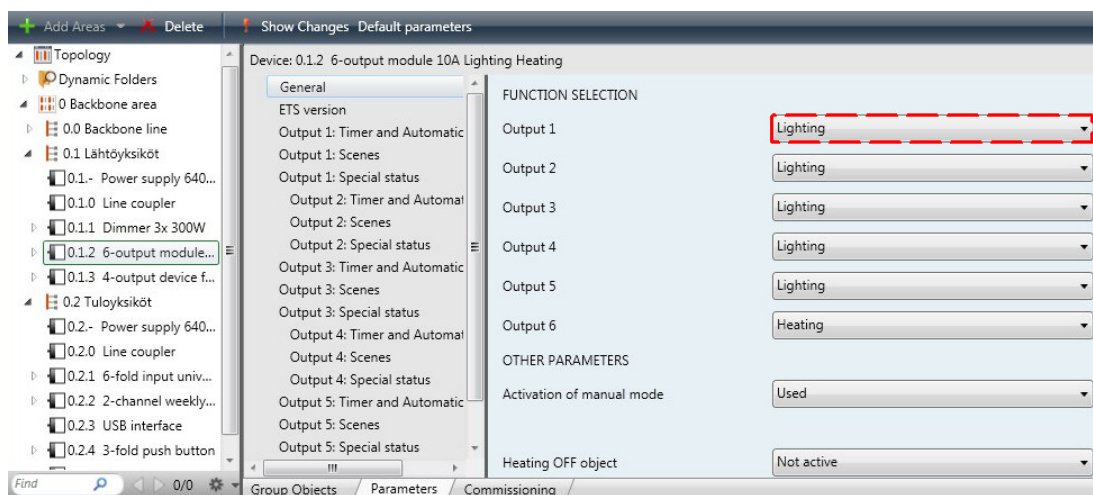 Add Areas Delete Show Changes Default parameters
Topology
Dynamic Folders
0 Backbone area
0.0 Backbone line
0.1 Lähtöyksiköt
0.1.- Power supply 640...
0.1.0 Line coupler
0.1.1 Dimmer 3x 300W
0.1.2 6-output module...
0.1.3 4-output device f...
0.2 Tuloyksiköt
0.2.- Power supply 640...
0.2.0 Line coupler
0.2.1 6-fold input univ...
0.2.2 2-channel weekly...
0.2.3 USB interface
0.2.4 3-fold push button
Find 0/0
Device: 0.1.2 6-output module 10A Lighting Heating
General
ETS version
Output 1: Timer and Automatic
Output 1: Scenes
Output 1: Special status
Output 2: Timer and Automat
Output 2: Scenes
Output 2: Special status
Output 3: Timer and Automatic
Output 3: Scenes
Output 3: Special status
Output 4: Timer and Automat
Output 4: Scenes
Output 4: Special status
Output 5: Timer and Automatic
Output 5: Scenes
Output 5: Special status
FUNCTION SELECTION
Output 1 Lighting
Output 2 Lighting
Output 3 Lighting
Output 4 Lighting
Output 5 Lighting
Output 6 Heating
OTHER PARAMETERS
Activation of manual mode Used
Heating OFF object Not active
Group Objects Parameters Commissioning